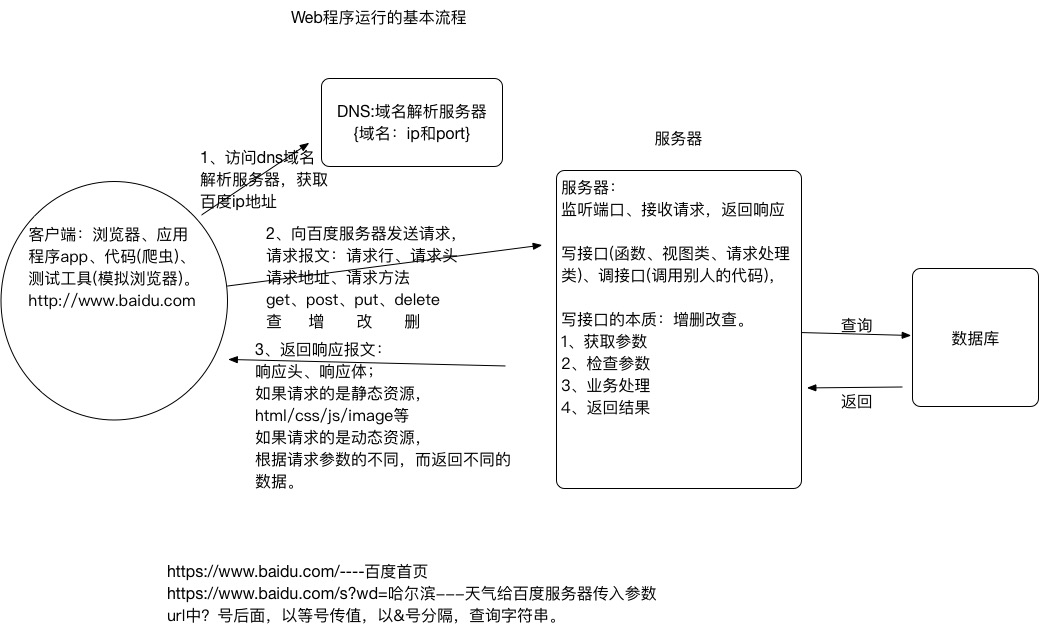 Web程序运行的基本流程
DNS:域名解析服务器
{域名：ip和port}
1、访问dns域名
解析服务器，获取
百度ip地址
客户端：浏览器、应用
程序app、代码(爬虫)、
测试工具(模拟浏览器)。
http://www.baidu.com
2、向百度服务器发送请求，
请求报文：请求行、请求头
请求地址、请求方法
get、post、put、delete
查 增 改 删
3、返回响应报文：
响应头、响应体；
如果请求的是静态资源，
html/css/js/image等
如果请求的是动态资源，
根据请求参数的不同，而返回不同的
数据。
服务器
服务器：
监听端口、接收请求，返回响应
写接口(函数、视图类、请求处理
类)、调接口(调用别人的代码)，
写接口的本质：增删改查。
1、获取参数
2、检查参数
3、业务处理
4、返回结果
查询
返回
数据库
https://www.baidu.com/----百度首页
https://www.baidu.com/s?wd=哈尔滨---天气给百度服务器传入参数
url中？号后面，以等号传值，以&号分隔，查询字符串。